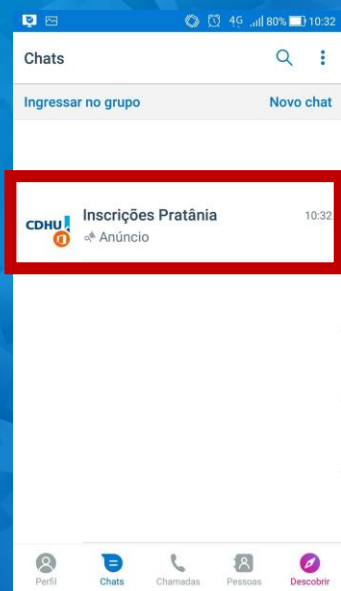 4G 80% 10:32
Chats
Ingressar no grupo Novo chat
CDHU Inscrições Pratânia 10:32
Anúncio
Perfil Chats Chamadas Pessoas Descobrir